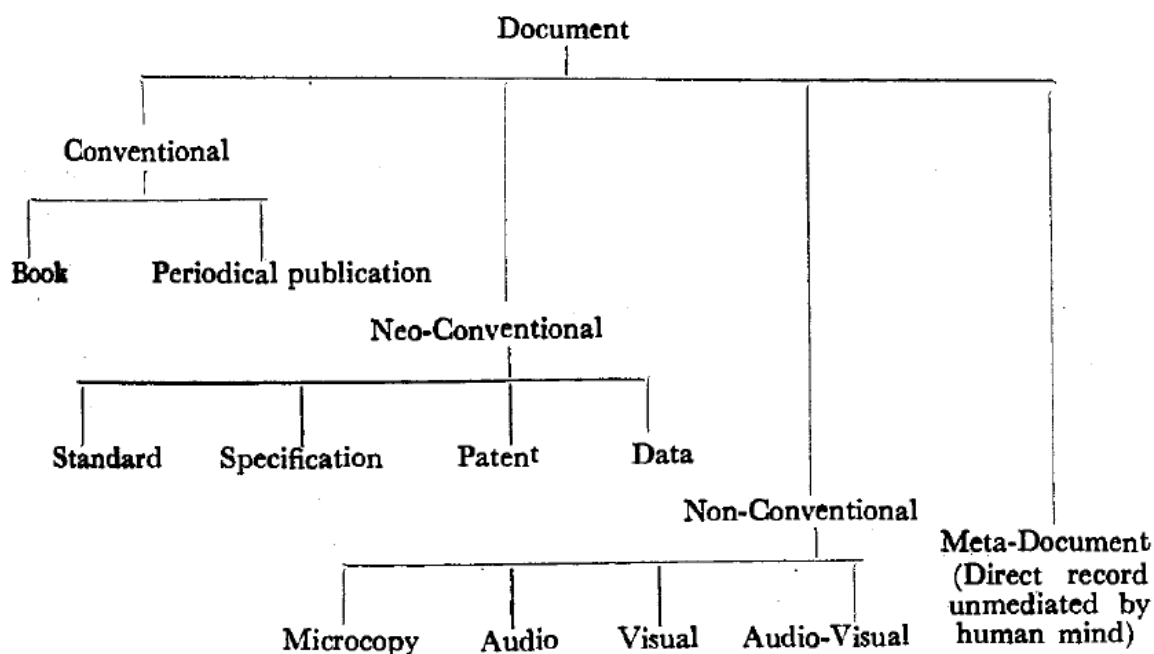 Document
Conventional
Book Periodical publication
Neo-Conventional
Standard Specification Patent Data
Non-Conventional
Meta-Document
(Direct record
unmediated by
human mind)
Microcopy Audio Visual Audio-Visual